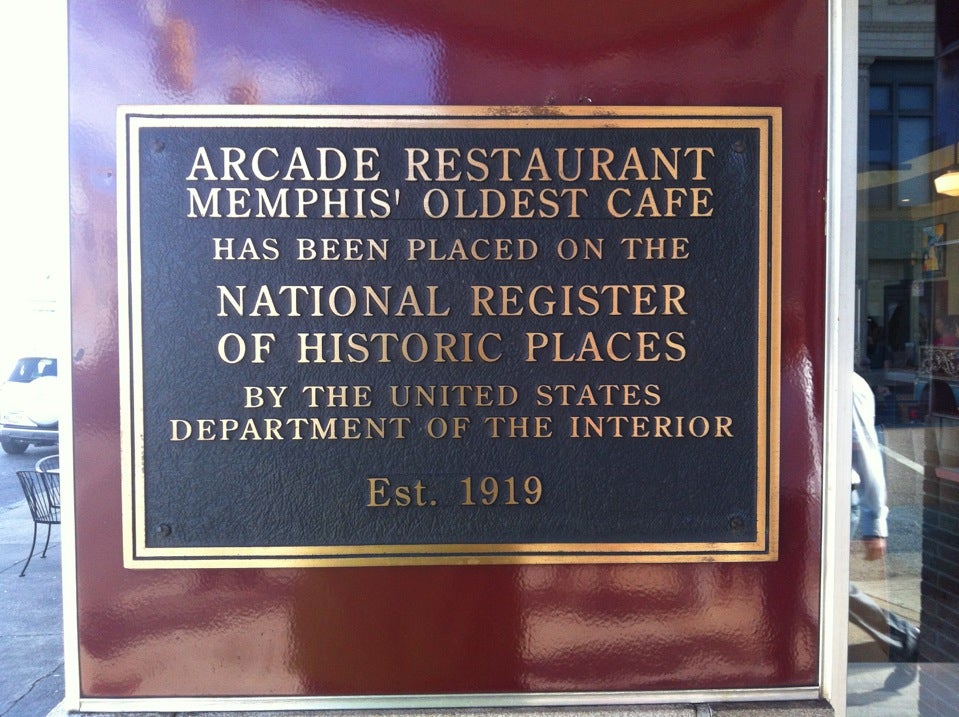 ARCADE RESTAURANT
MEMPHIS' OLDEST CAFE
HAS BEEN PLACED ON THE
NATIONAL REGISTER
OF HISTORIC PLACES
BY THE UNITED STATES
DEPARTMENT OF THE INTERIOR
Est. 1919